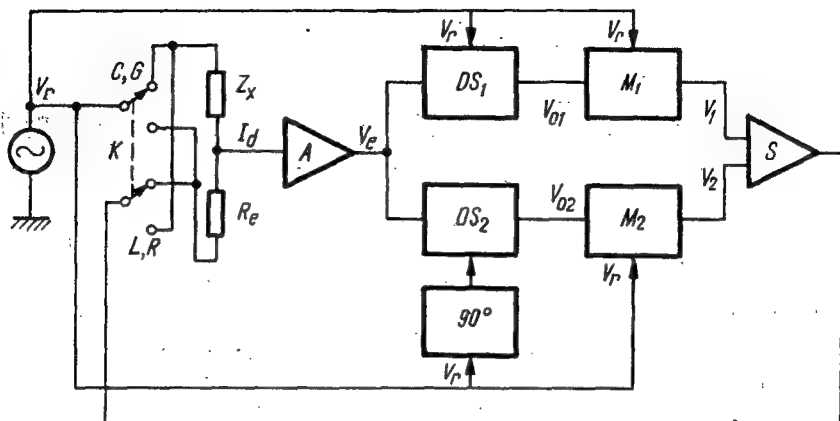 V_r
V_r
C,G
V_r
Z_x
DS_1
M_1
V_01
V_1
K
I_d
A
V_e
S
V_2
R_e
V_02
DS_2
M_2
L,R
V_r
90°
V_r